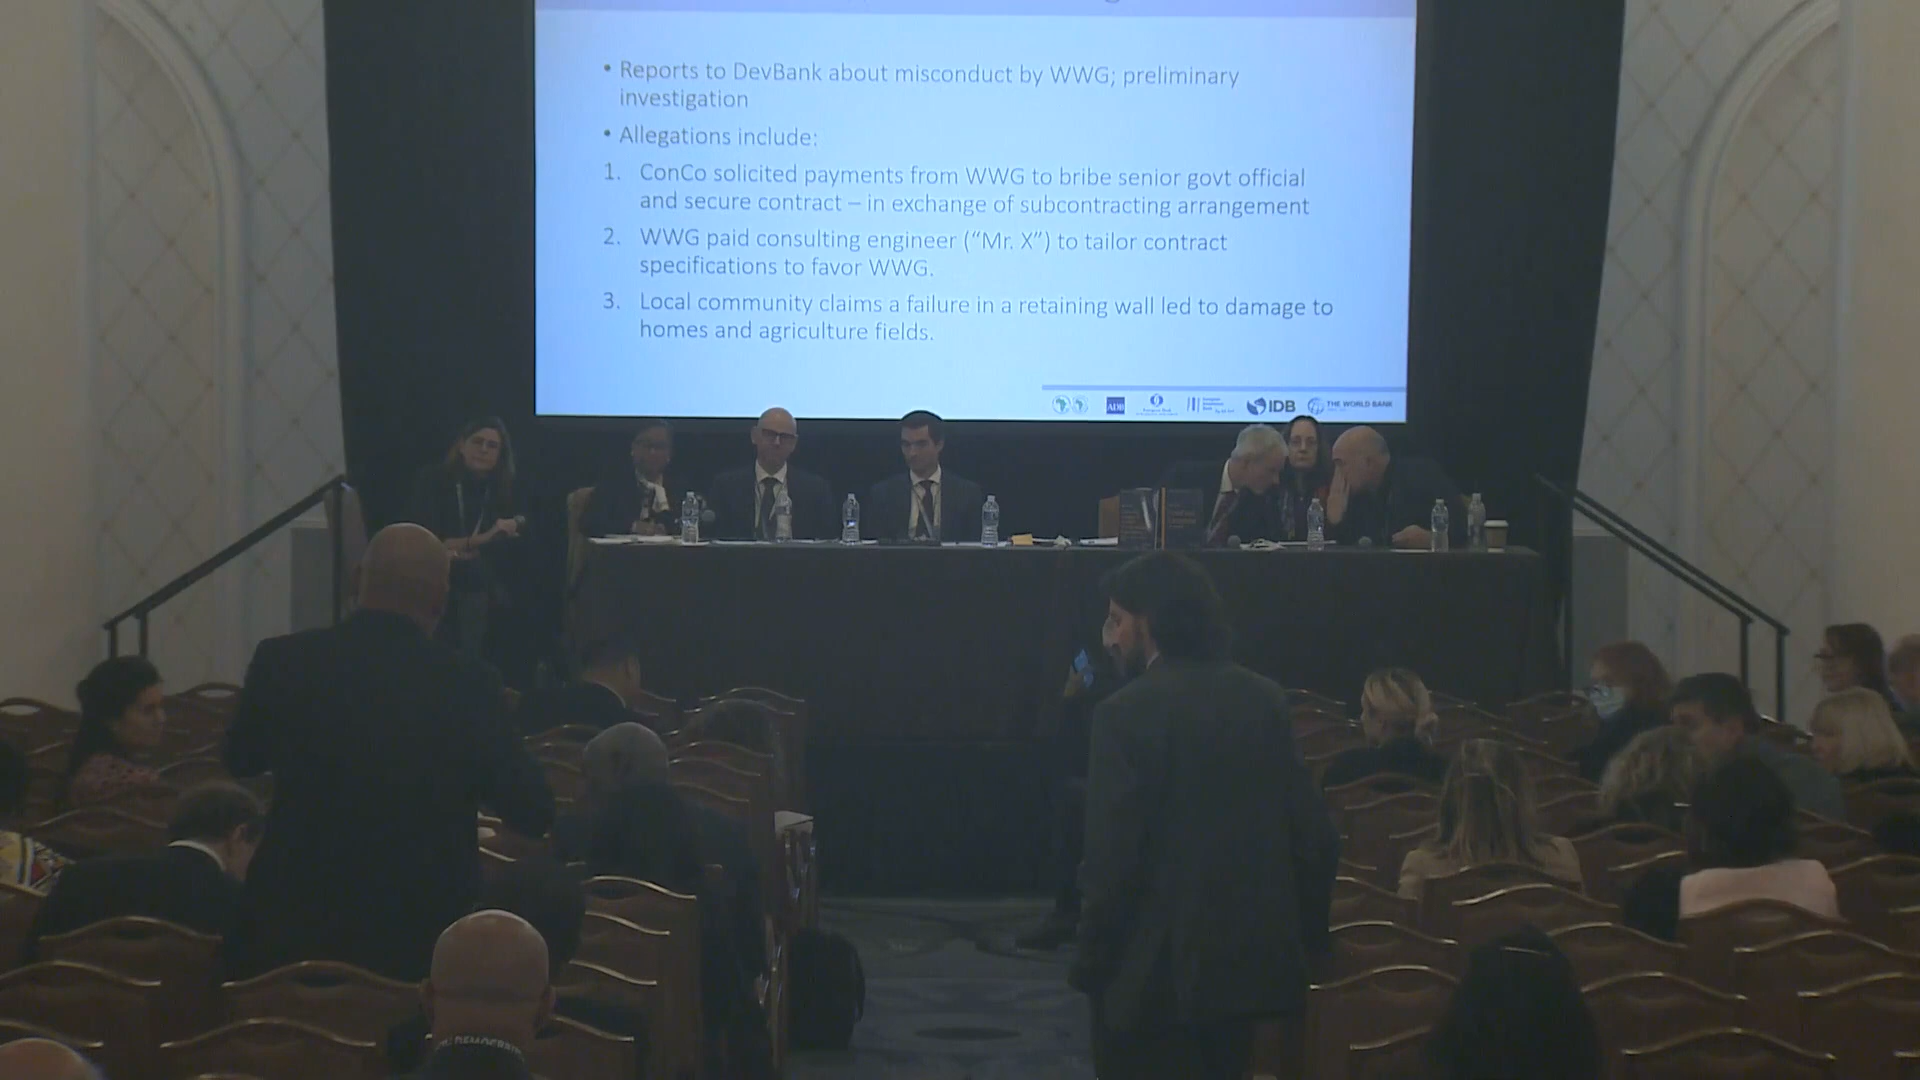 • Reports to DevBank about misconduct by WWG; preliminary
investigation
• Allegations include:
1. ConCo solicited payments from WWG to bribe senior govt official
and secure contract – in exchange of subcontracting arrangement
2. WWG paid consulting engineer (“Mr. X”) to tailor contract
specifications to favor WWG.
3. Local community claims a failure in a retaining wall led to damage to
homes and agriculture fields.
ADB
IDB
THE WORLD BANK